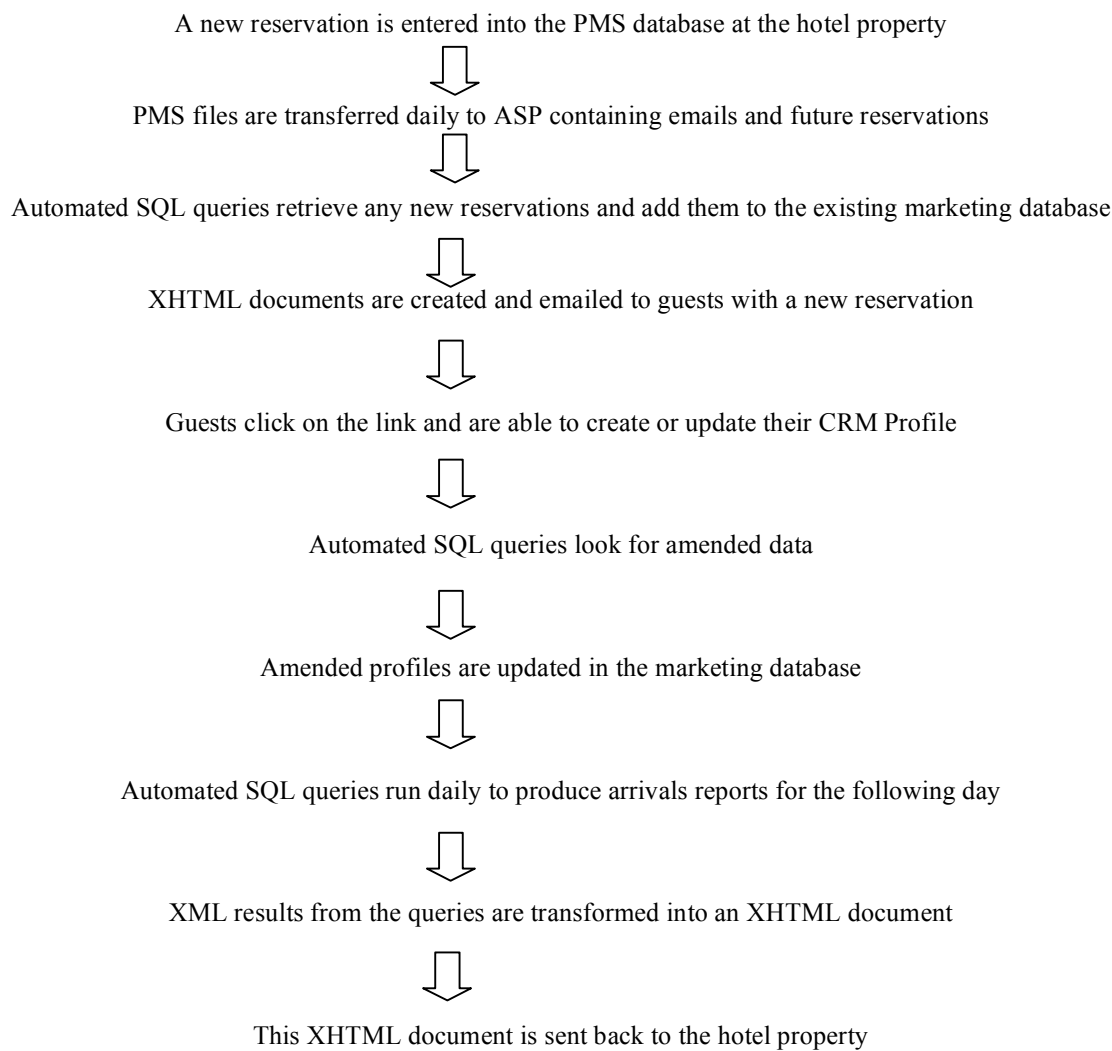 A new reservation is entered into the PMS database at the hotel property
PMS files are transferred daily to ASP containing emails and future reservations
Automated SQL queries retrieve any new reservations and add them to the existing marketing database
XHTML documents are created and emailed to guests with a new reservation
Guests click on the link and are able to create or update their CRM Profile
Automated SQL queries look for amended data
Amended profiles are updated in the marketing database
Automated SQL queries run daily to produce arrivals reports for the following day
XML results from the queries are transformed into an XHTML document
This XHTML document is sent back to the hotel property